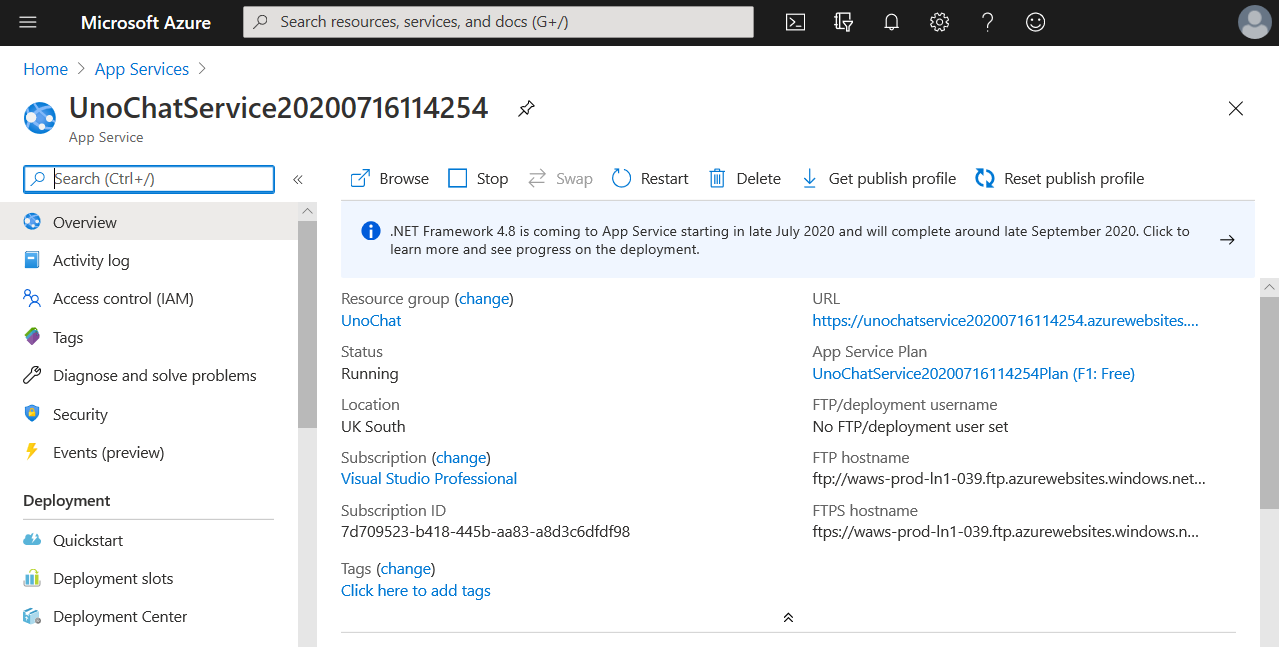 Microsoft Azure
Search resources, services, and docs (G+/)
Home > App Services >
UnoChatService20200716114254
App Service
Search (Ctrl+/)
«
Browse
Stop
Swap
Restart
Delete
Get publish profile
Reset publish profile
Overview
Activity log
Access control (IAM)
Tags
Diagnose and solve problems
Security
Events (preview)
Deployment
Quickstart
Deployment slots
Deployment Center
.NET Framework 4.8 is coming to App Service starting in late July 2020 and will complete around late September 2020. Click to
learn more and see progress on the deployment.
Resource group (change)
UnoChat
Status
Running
Location
UK South
Subscription (change)
Visual Studio Professional
Subscription ID
7d709523-b418-445b-aa83-a8d3c6dfdf98
Tags (change)
Click here to add tags
URL
https://unochatservice20200716114254.azurewebsites....
App Service Plan
UnoChatService20200716114254Plan (F1: Free)
FTP/deployment username
No FTP/deployment user set
FTP hostname
ftp://waws-prod-ln1-039.ftp.azurewebsites.windows.net...
FTPS hostname
ftps://waws-prod-ln1-039.ftp.azurewebsites.windows.n...